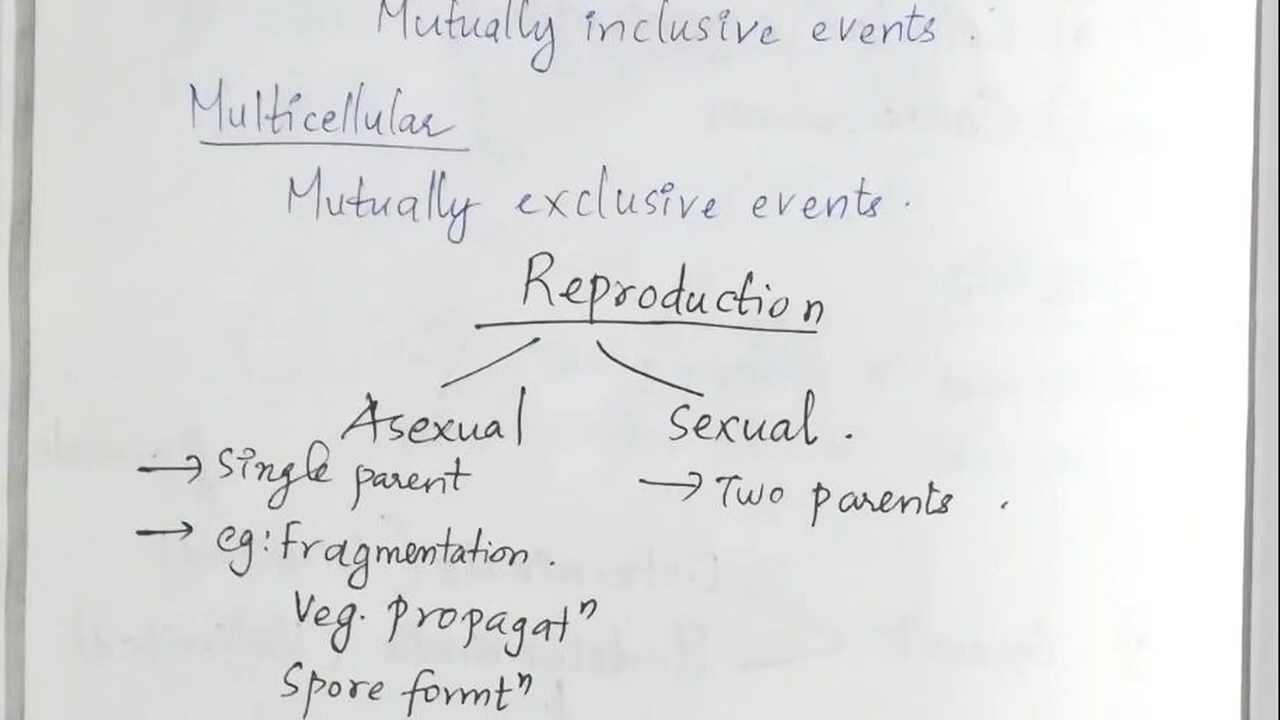 Mutually inclusive events.
Multicellular
Mutually exclusive events.
Reproduction
Asexual Sexual.
→ Single parent → Two parents.
→ eg: Fragmentation.
Veg. propagatⁿ
Spore formtⁿ